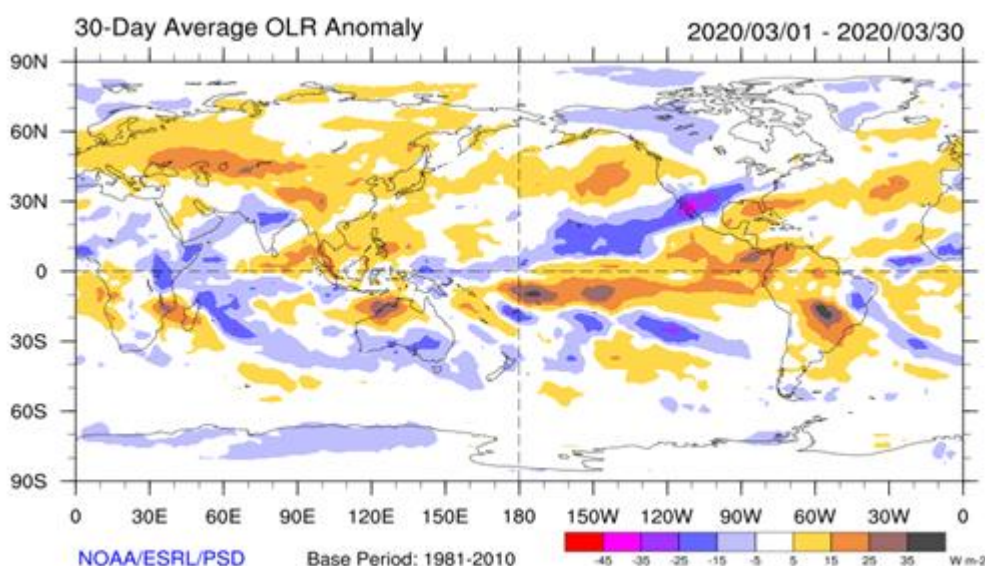 30-Day Average OLR Anomaly 2020/03/01 - 2020/03/30
90N
60N
30N
0
30S
60S
90S
0 30E 60E 90E 120E 150E 180 150W 120W 90W 60W 30W 0
-45 -35 -25 -15 -5 5 15 25 35 W m-2
NOAA/ESRL/PSD Base Period: 1981-2010